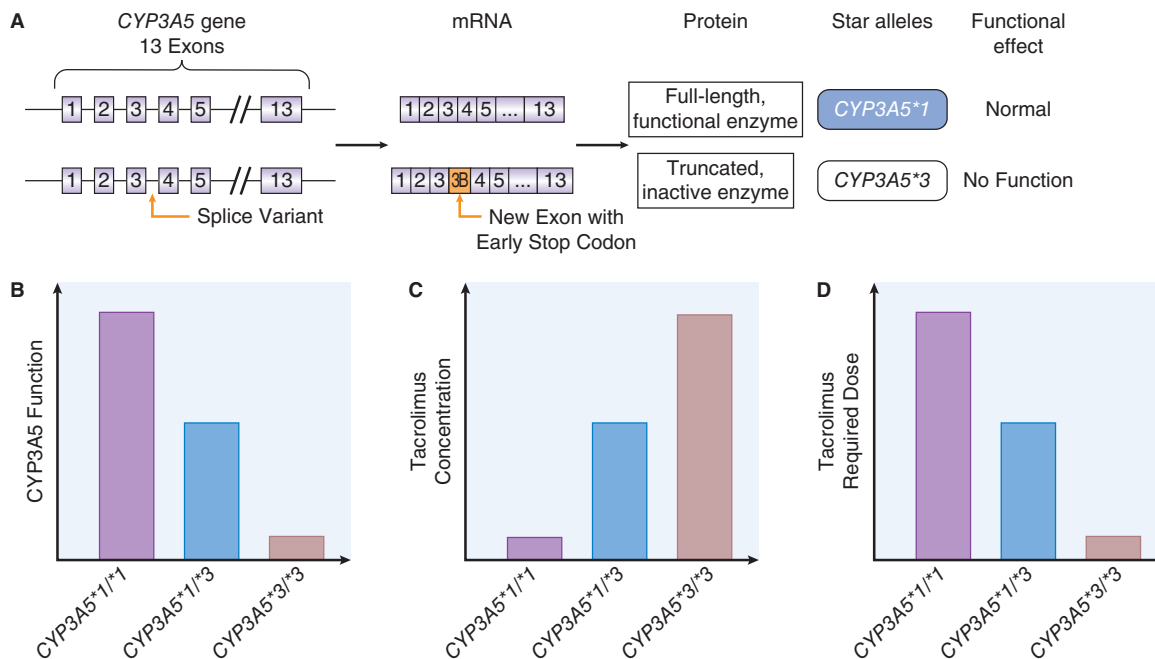 A
CYP3A5 gene
13 Exons
mRNA
Protein
Star alleles
Functional
effect
1 2 3 4 5 // 13
1 2 3 4 5 ... 13
Full-length,
functional enzyme
CYP3A5*1
Normal
1 2 3 4 5 // 13
1 2 3 3B 4 5 ... 13
Truncated,
inactive enzyme
CYP3A5*3
No Function
Splice Variant
New Exon with
Early Stop Codon
B
CYP3A5 Function
CYP3A5*1/*1
CYP3A5*1/*3
CYP3A5*3/*3
C
Tacrolimus
Concentration
CYP3A5*1/*1
CYP3A5*1/*3
CYP3A5*3/*3
D
Tacrolimus
Required Dose
CYP3A5*1/*1
CYP3A5*1/*3
CYP3A5*3/*3